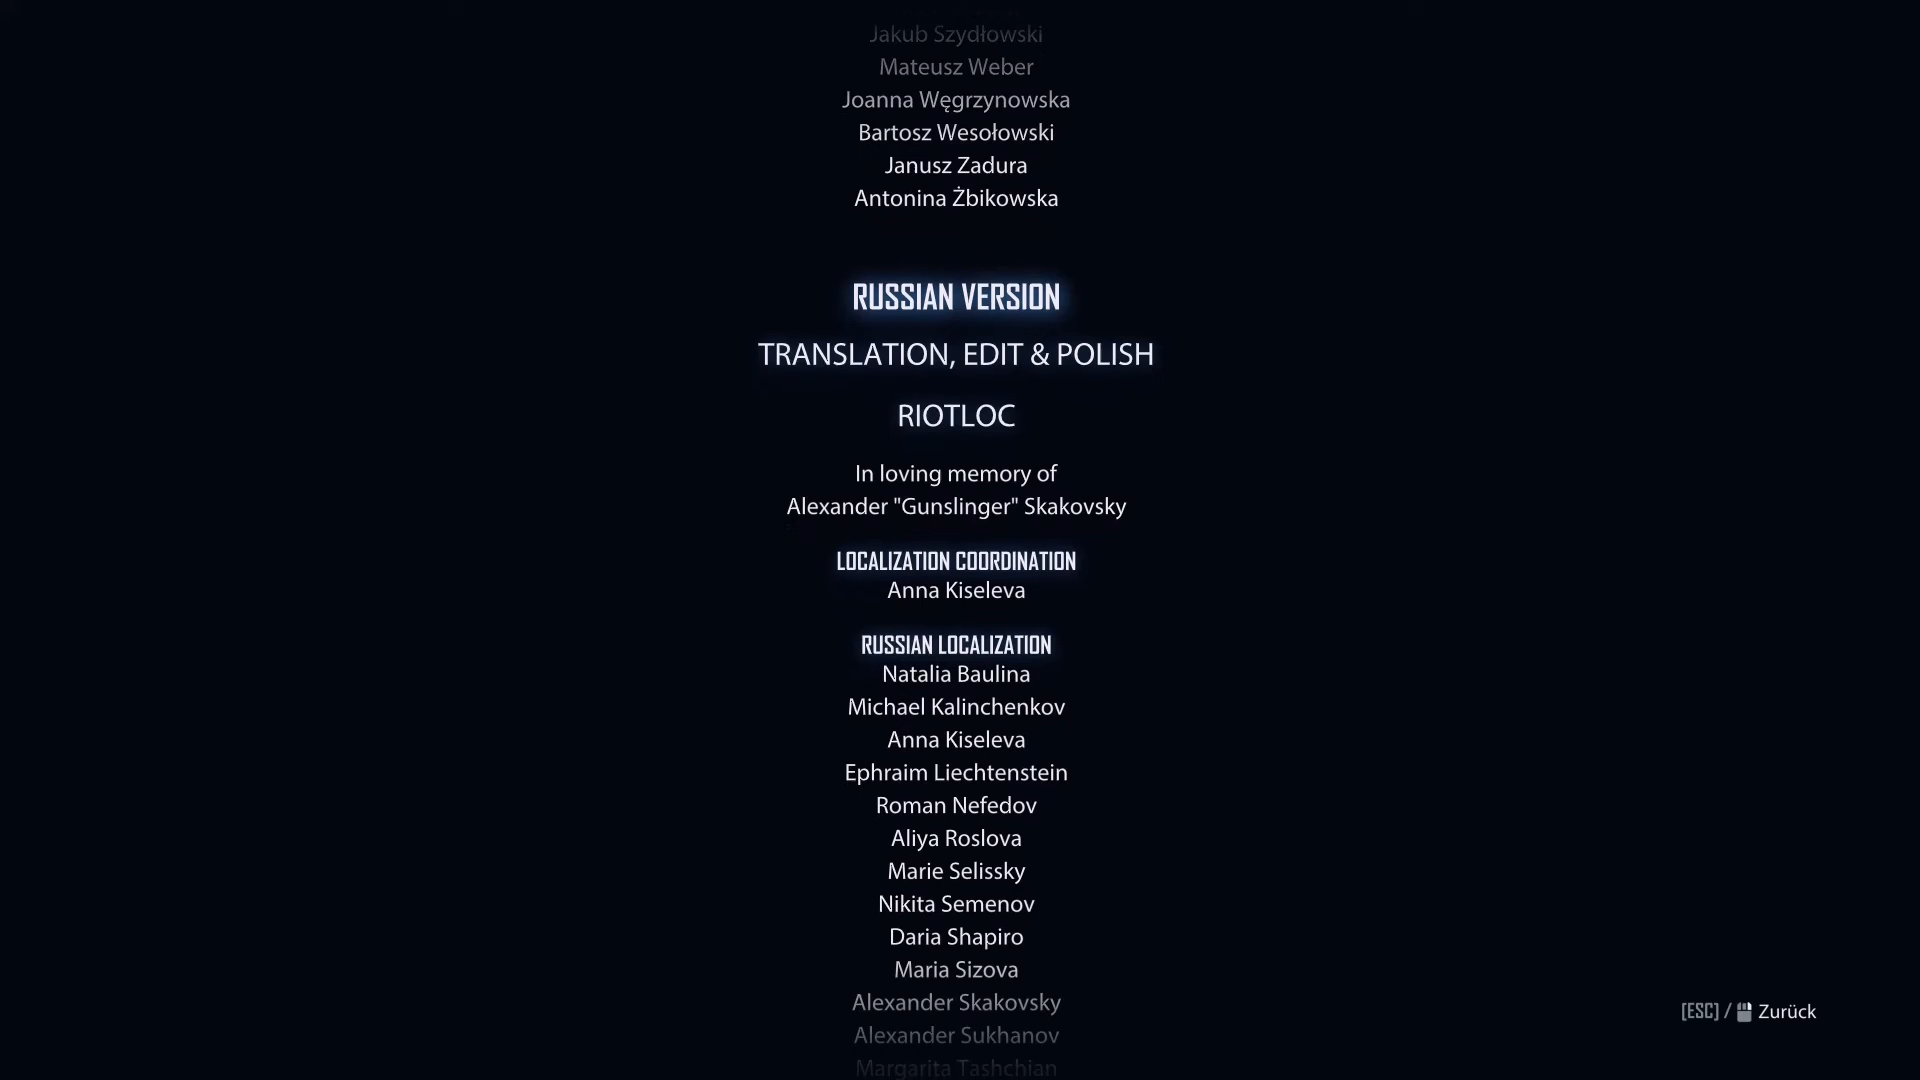 Jakub Szydłowski
Mateusz Weber
Joanna Węgrzynowska
Bartosz Wesołowski
Janusz Zadura
Antonina Żbikowska
RUSSIAN VERSION
TRANSLATION, EDIT & POLISH
RIOTLOC
In loving memory of
Alexander "Gunslinger" Skakovsky
LOCALIZATION COORDINATION
Anna Kiseleva
RUSSIAN LOCALIZATION
Natalia Baulina
Michael Kalinchenkov
Anna Kiseleva
Ephraim Liechtenstein
Roman Nefedov
Aliya Roslova
Marie Selissky
Nikita Semenov
Daria Shapiro
Maria Sizova
Alexander Skakovsky
Alexander Sukhanov
Margarita Tashchian
[ESC] / Zurück